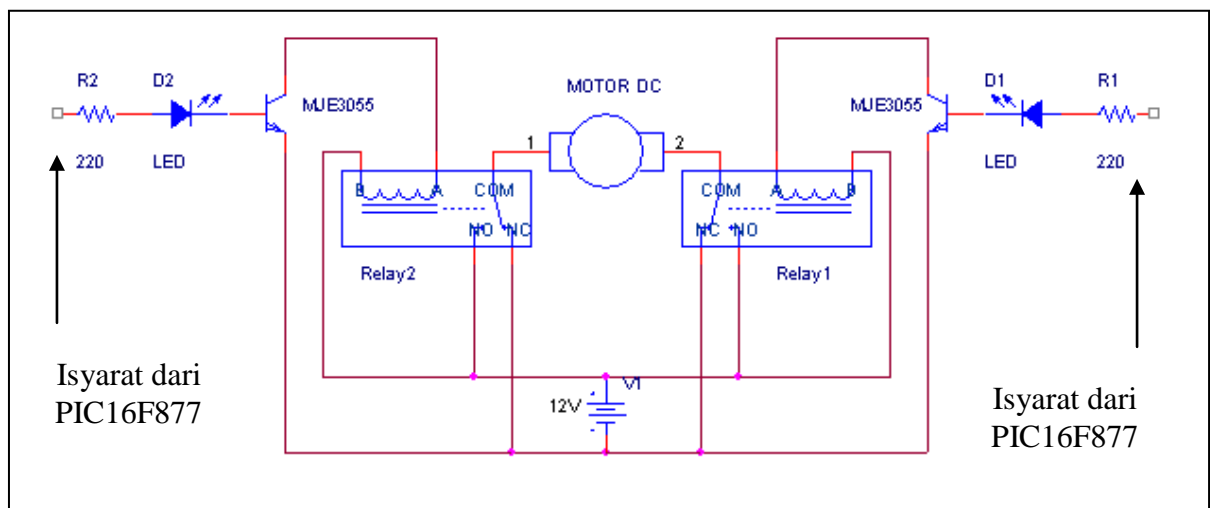 R2 D2
MJE3055
220 LED
MOTOR DC
MJE3055
D1 R1
LED 220
1 2
B A COM
NO NC
Relay2
COM A B
NC NO
Relay1
V1
12V
Isyarat dari
PIC16F877
Isyarat dari
PIC16F877